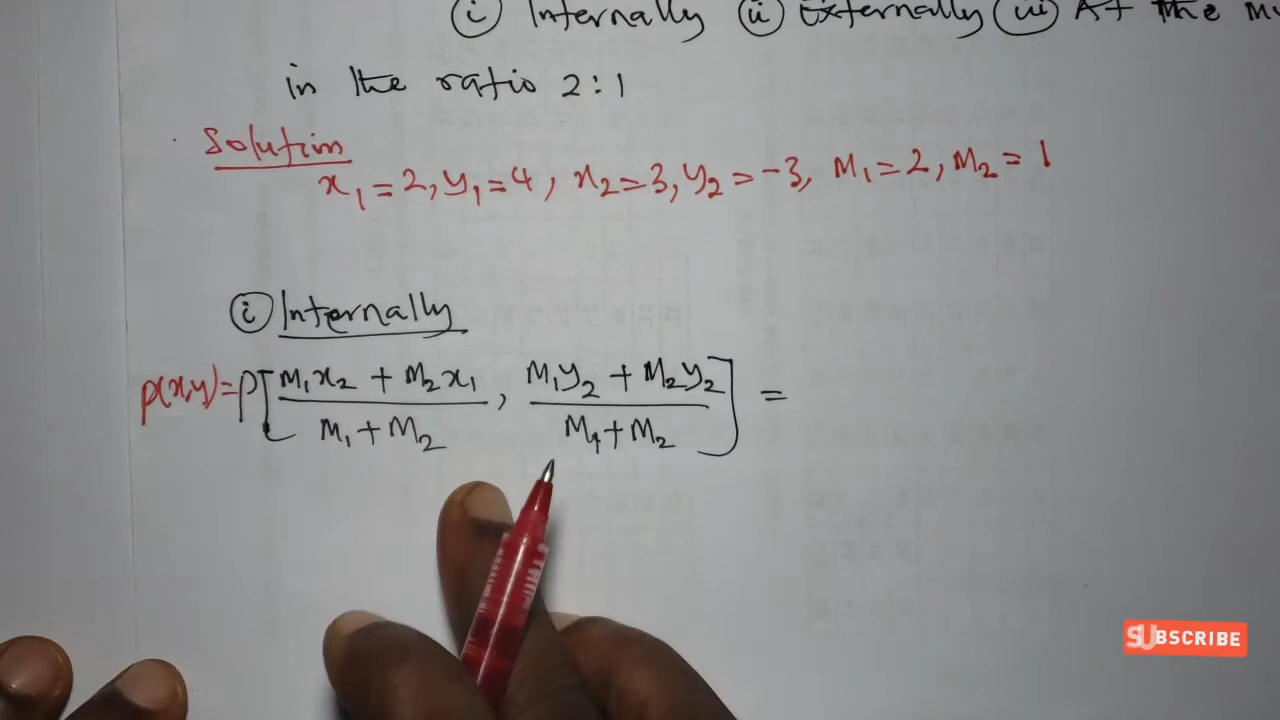 (i) Internally (ii) Externally (iii) At the
in the ratio 2:1
Solution
x₁=2, y₁=4, x₂=3, y₂=-3, M₁=2, M₂=1
(i) Internally
P(x,y)=P[(M₁x₂ + M₂x₁)/(M₁+M₂), (M₁y₂ + M₂y₂)/(M₁+M₂)] =
SUBSCRIBE